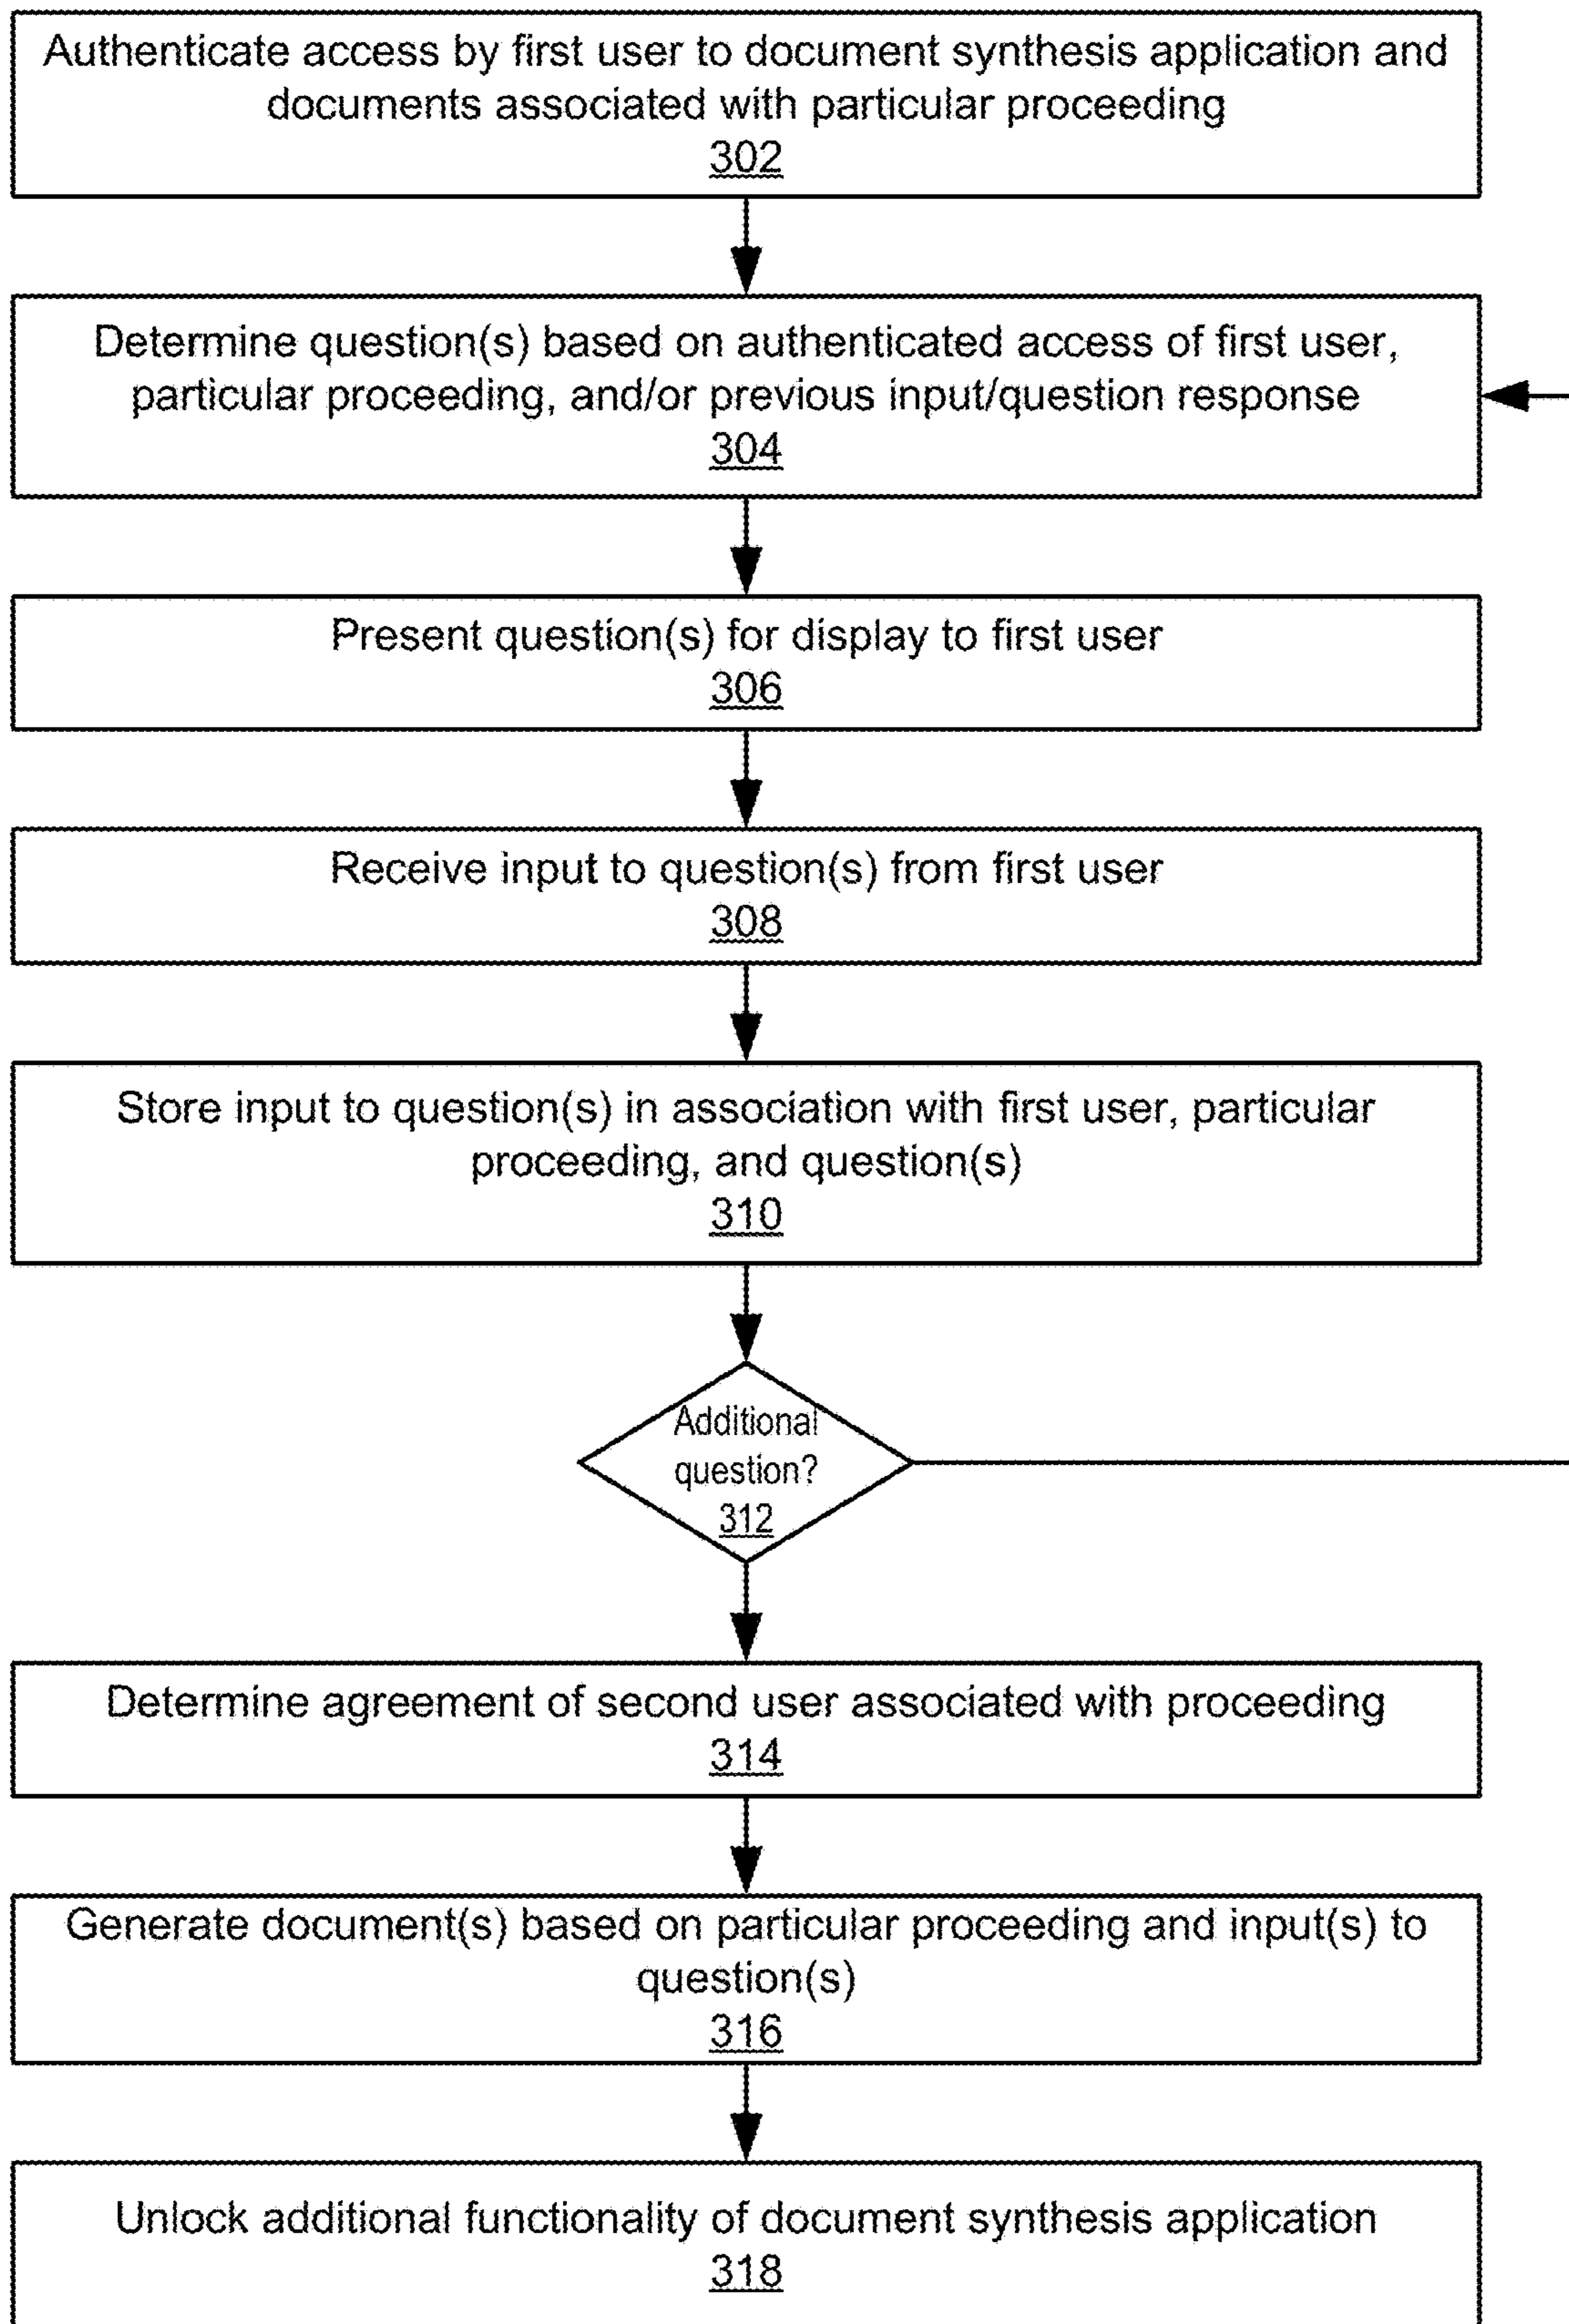 Authenticate access by first user to document synthesis application and
documents associated with particular proceeding
302
Determine question(s) based on authenticated access of first user,
particular proceeding, and/or previous input/question response
304
Present question(s) for display to first user
306
Receive input to question(s) from first user
308
Store input to question(s) in association with first user, particular
proceeding, and question(s)
310
Additional
question?
312
Determine agreement of second user associated with proceeding
314
Generate document(s) based on particular proceeding and input(s) to
question(s)
316
Unlock additional functionality of document synthesis application
318